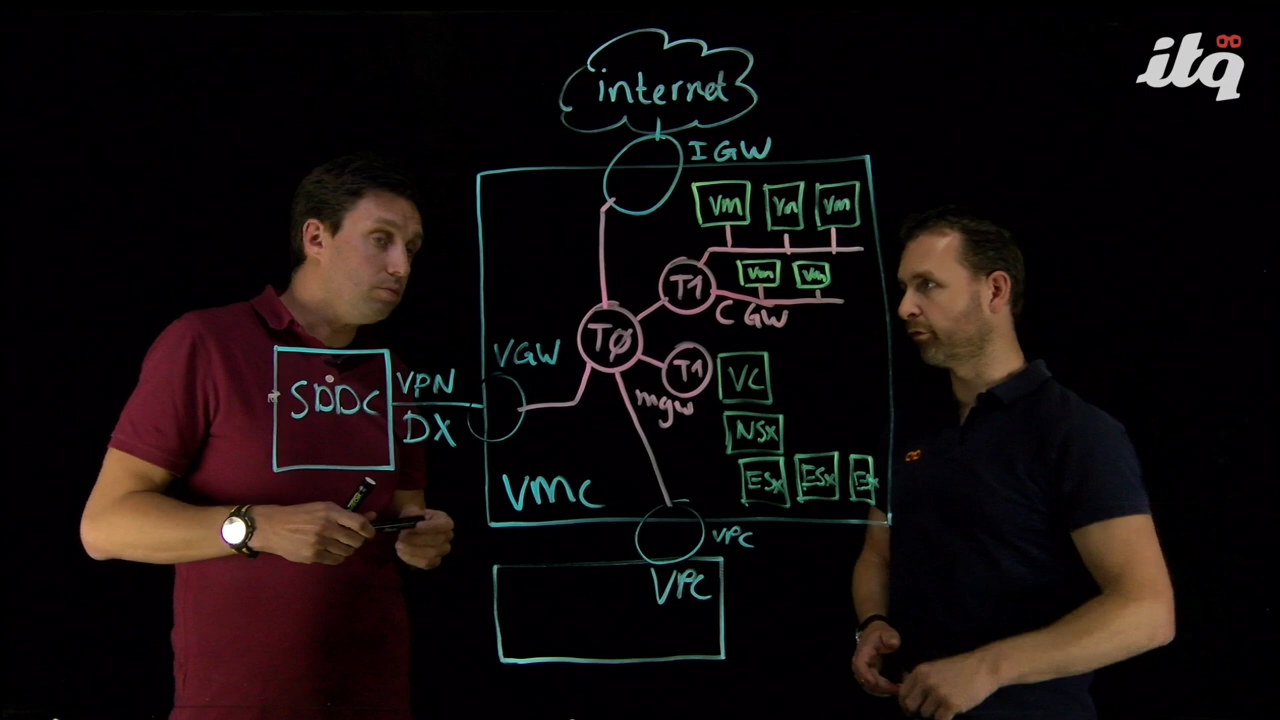 itq
internet
IGW
Vm Vm Vm
T1
Vm Vm
CGW
TØ
VGW
T1
mgw
VC
SDDC
VPN
DX
NSX
ESX ESX
VMC
VPC
VPC